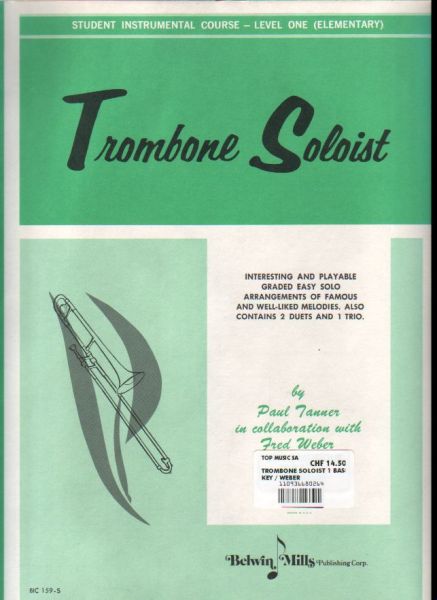 STUDENT INSTRUMENTAL COURSE – LEVEL ONE (ELEMENTARY)
Trombone Soloist
INTERESTING AND PLAYABLE
GRADED EASY SOLO
ARRANGEMENTS OF FAMOUS
AND WELL-LIKED MELODIES. ALSO
CONTAINS 2 DUETS AND 1 TRIO.
by
Paul Tanner
in collaboration with
Fred Weber
TOP MUSIC SA
CHF 14.50
TROMBONE SOLOIST 1 BAS
KEY / WEBER
110936680264
Belwin Mills Publishing Corp.
BIC 159-S